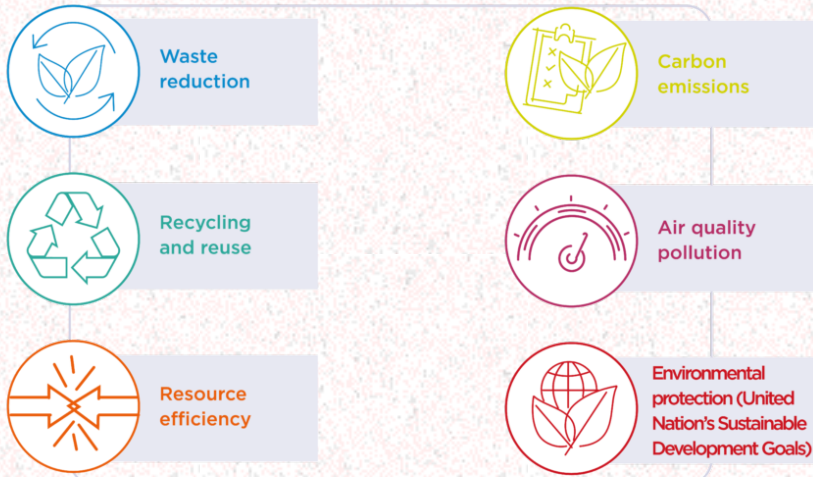 Waste
reduction
Recycling
and reuse
Resource
efficiency
Carbon
emissions
Air quality
pollution
Environmental
protection (United
Nation's Sustainable
Development Goals)